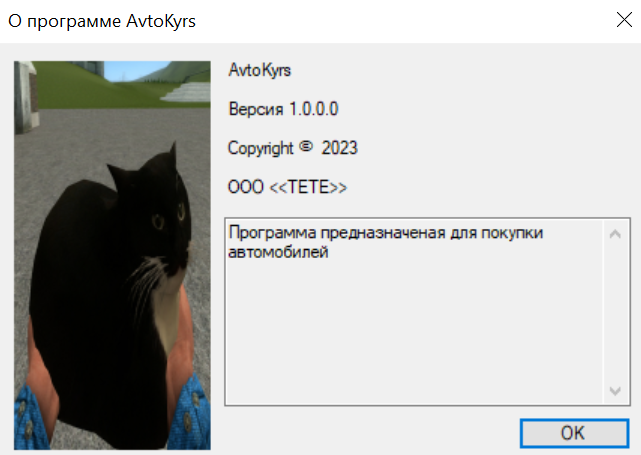 О программе AvtoKyrs
AvtoKyrs
Версия 1.0.0.0
Copyright © 2023
ООО <<ТЕТЕ>>
Программа предназначеная для покупки
автомобилей
OK